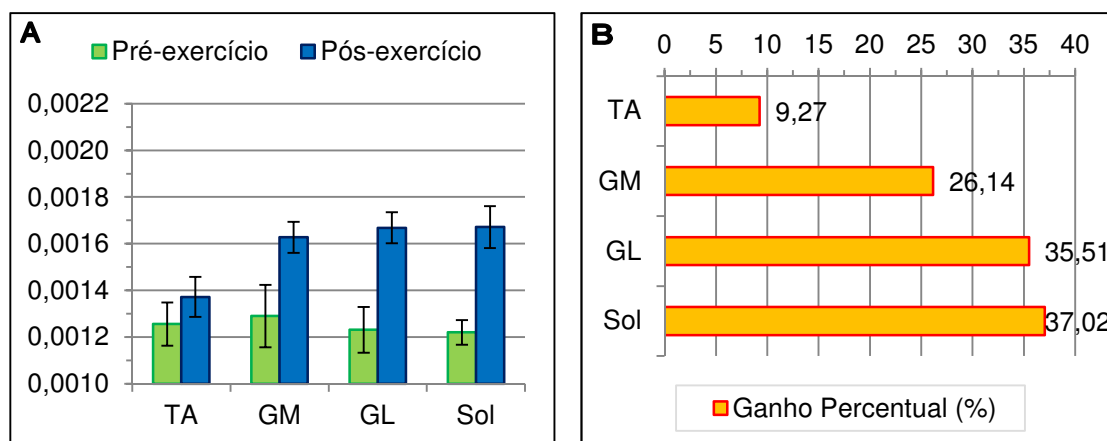 A
Pré-exercício Pós-exercício
0,0022
0,0020
0,0018
0,0016
0,0014
0,0012
0,0010
TA GM GL Sol
B
0 5 10 15 20 25 30 35 40
TA 9,27
GM 26,14
GL 35,51
Sol 37,02
Ganho Percentual (%)